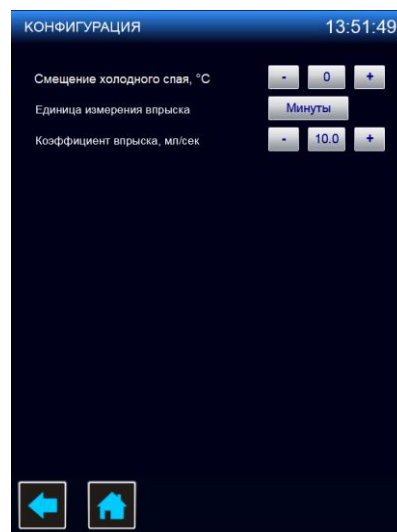 КОНФИГУРАЦИЯ 13:51:49
Смещение холодного спая, °C - 0 +
Единица измерения впрыска Минуты
Коэффициент впрыска, мл/сек - 10.0 +